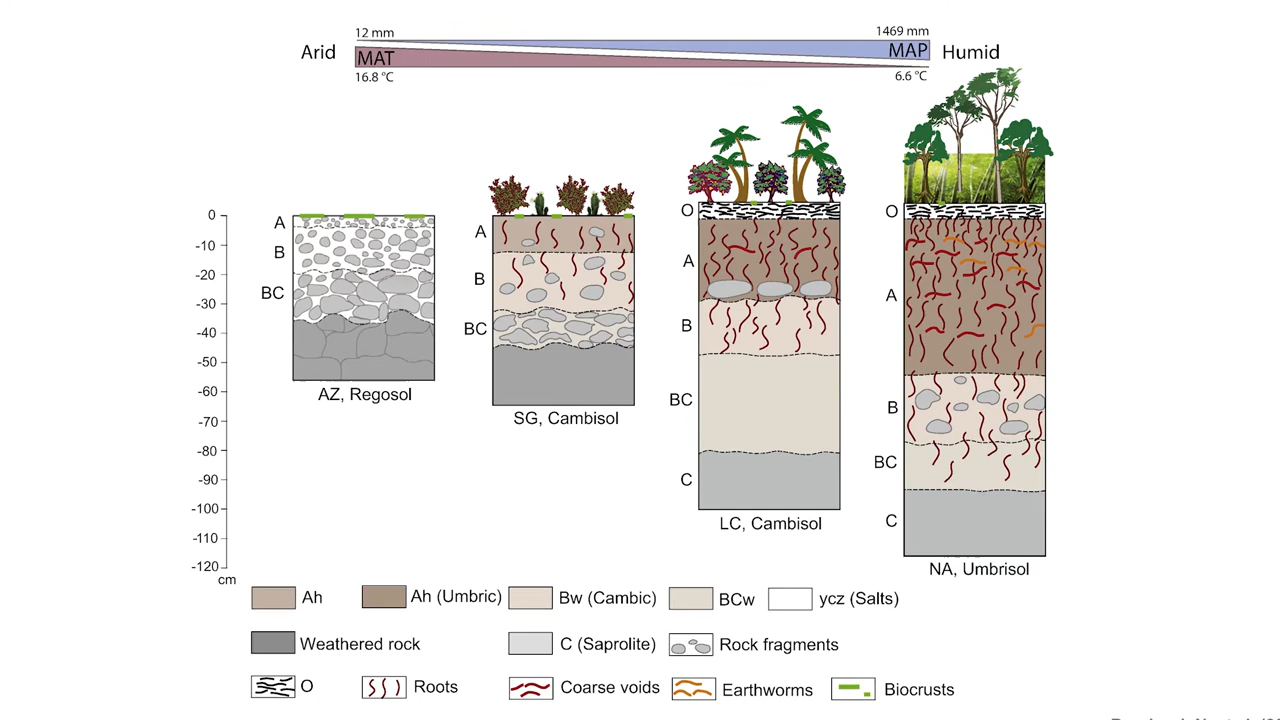 12 mm
1469 mm
Arid
MAT
MAP
Humid
16.8 °C
6.6 °C
0
-10
-20
-30
-40
-50
-60
-70
-80
-90
-100
-110
-120
cm
A
B
BC
AZ, Regosol
A
B
BC
SG, Cambisol
O
A
B
BC
C
LC, Cambisol
O
A
B
BC
C
NA, Umbrisol
Ah
Ah (Umbric)
Bw (Cambic)
BCw
ycz (Salts)
Weathered rock
C (Saprolite)
Rock fragments
O
Roots
Coarse voids
Earthworms
Biocrusts